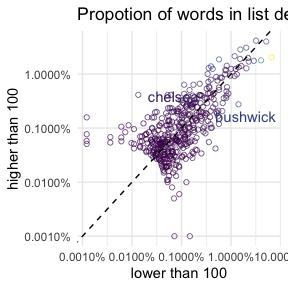 Propotion of words in list de
higher than 100
1.0000%
0.1000%
0.0100%
0.0010%
chelsea
bushwick
0.0010% 0.0100% 0.1000% 1.0000% 10.000
lower than 100